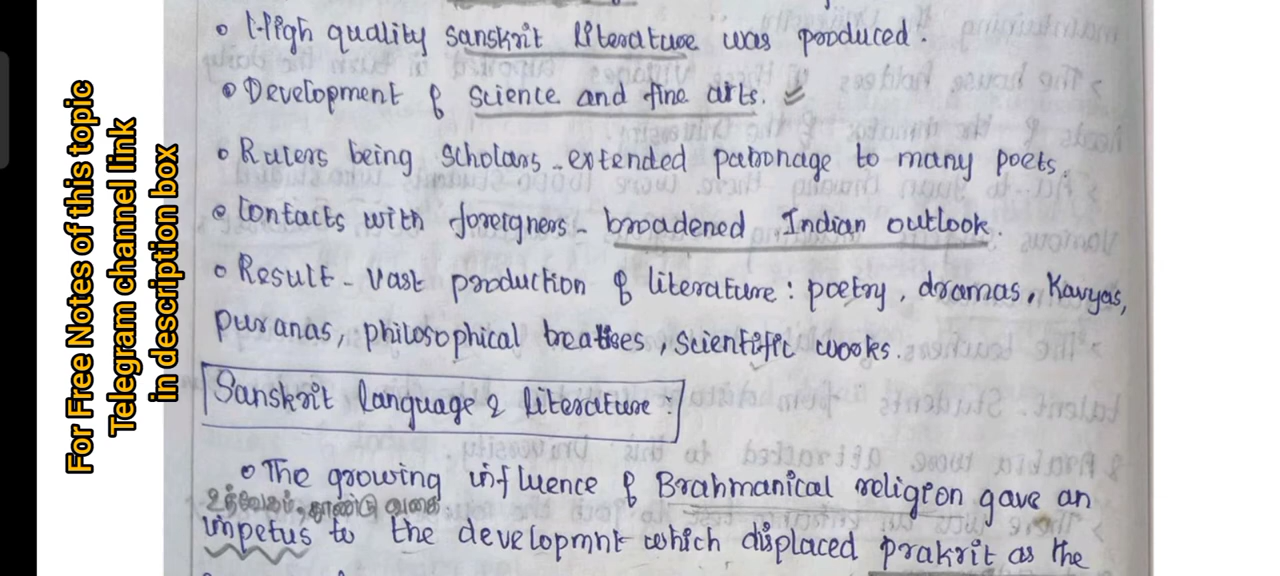 For Free Notes of this topic
Telegram channel link
in description box
High quality sanskrit literature was produced.
Development of science and fine arts.
Rulers being scholars - extended patronage to many poets.
Contacts with foreigners - broadened Indian outlook.
Result - Vast production of literature : poetry, dramas, Kavyas,
puranas, philosophical treatises, scientific works.
Sanskrit language & literature :
The growing influence of Brahmanical religion gave an
impetus to the developmnt which displaced prakrit as the